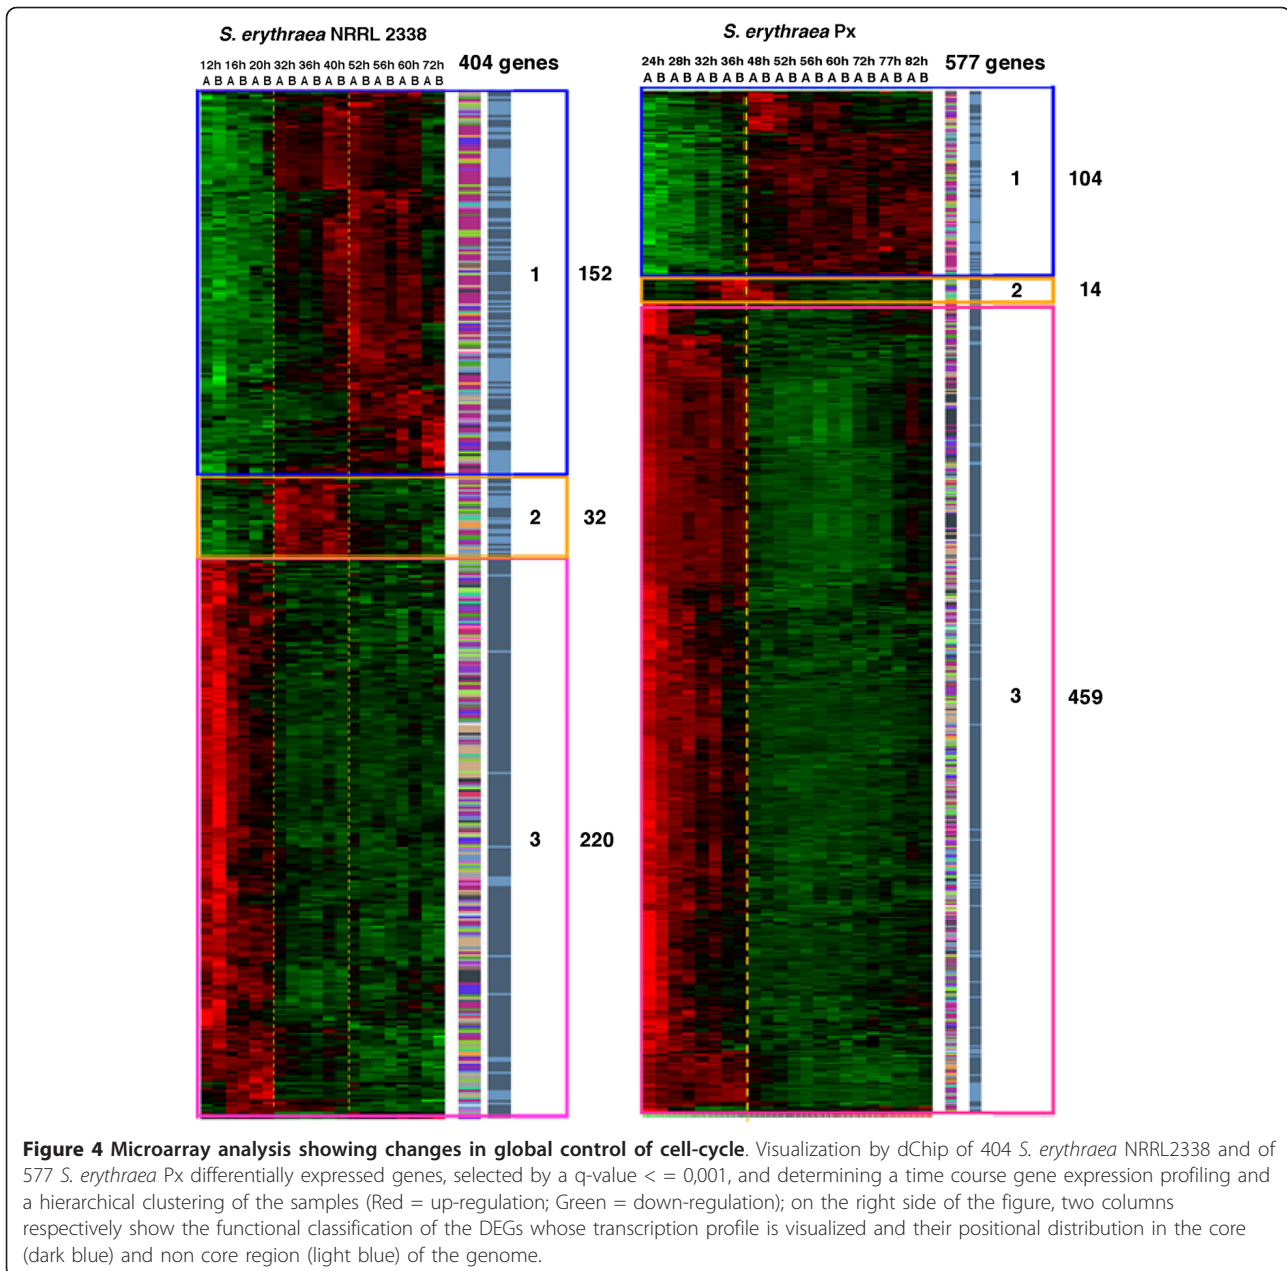 S. erythraea NRRL 2338
12h 16h 20h 32h 36h 40h 52h 56h 60h 72h
A B A B A B A B A B A B A B A B A B A B
404 genes
1 152
2 32
3 220
S. erythraea Px
24h 28h 32h 36h 48h 52h 56h 60h 72h 77h 82h
A B A B A B A B A B A B A B A B A B A B A B
577 genes
1 104
2 14
3 459
Figure 4 Microarray analysis showing changes in global control of cell-cycle. Visualization by dChip of 404 S. erythraea NRRL2338 and of
577 S. erythraea Px differentially expressed genes, selected by a q-value < = 0,001, and determining a time course gene expression profiling and
a hierarchical clustering of the samples (Red = up-regulation; Green = down-regulation); on the right side of the figure, two columns
respectively show the functional classification of the DEGs whose transcription profile is visualized and their positional distribution in the core
(dark blue) and non core region (light blue) of the genome.